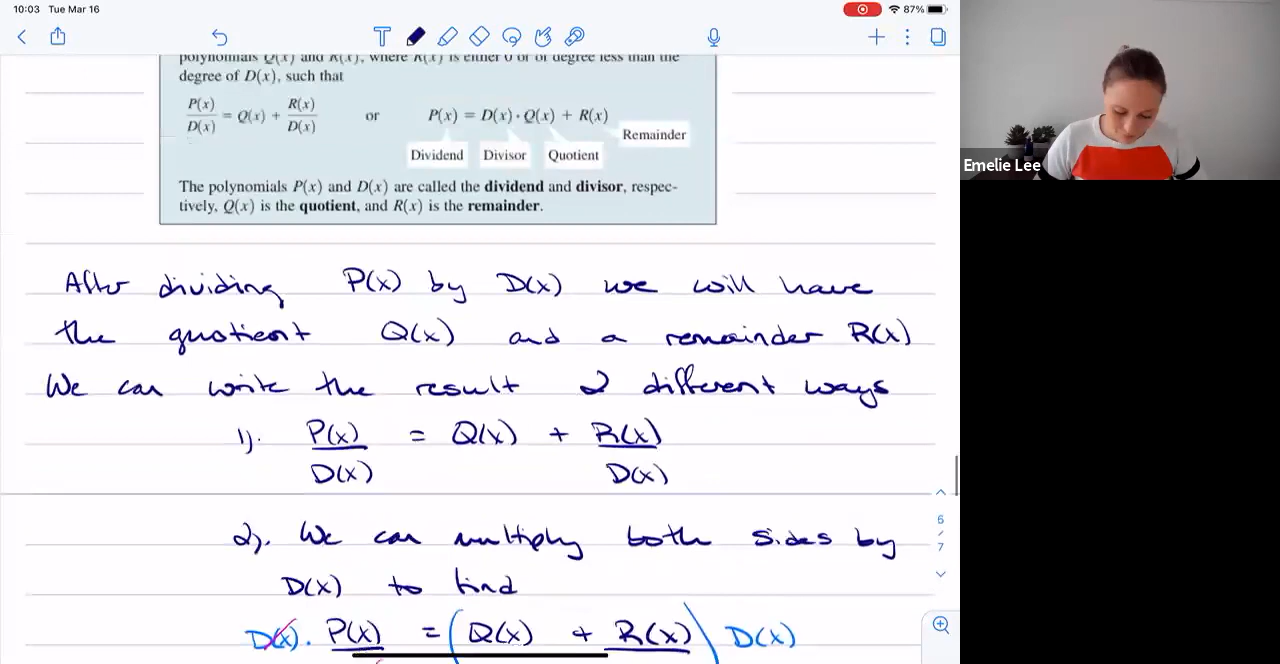 10:03 Tue Mar 16
87%
polynomials Q(x) and R(x), where R(x) is either 0 or of degree less than the
degree of D(x), such that
P(x)/D(x) = Q(x) + R(x)/D(x) or P(x) = D(x) · Q(x) + R(x)
Remainder
Dividend Divisor Quotient
The polynomials P(x) and D(x) are called the dividend and divisor, respec-
tively, Q(x) is the quotient, and R(x) is the remainder.
Emelie Lee
After dividing P(x) by D(x) we will have
the quotient Q(x) and a remainder R(x)
We can write the result 2 different ways
1). P(x)/D(x) = Q(x) + R(x)/D(x)
2). We can multiply both sides by
D(x) to find
D(x) · P(x) = (Q(x) + R(x)) D(x)
6/7